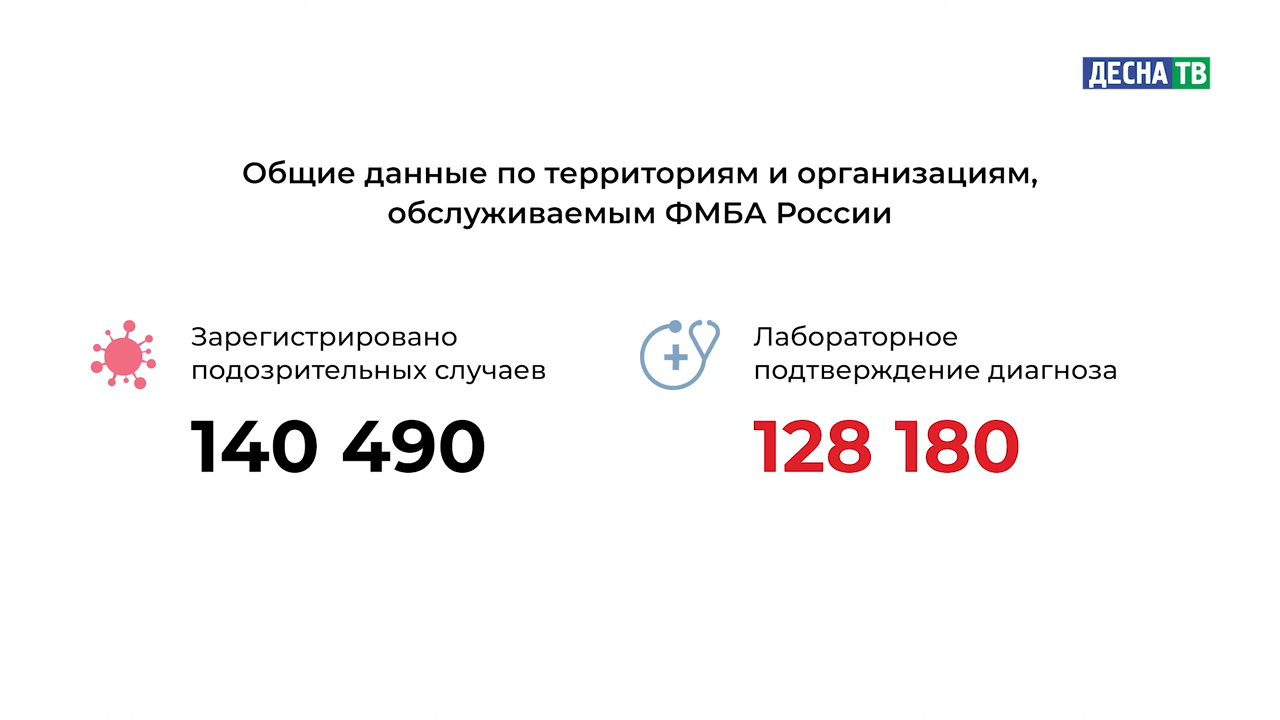 ДЕСНА ТВ
Общие данные по территориям и организациям,
обслуживаемым ФМБА России
Зарегистрировано
подозрительных случаев
140 490
Лабораторное
подтверждение диагноза
128 180